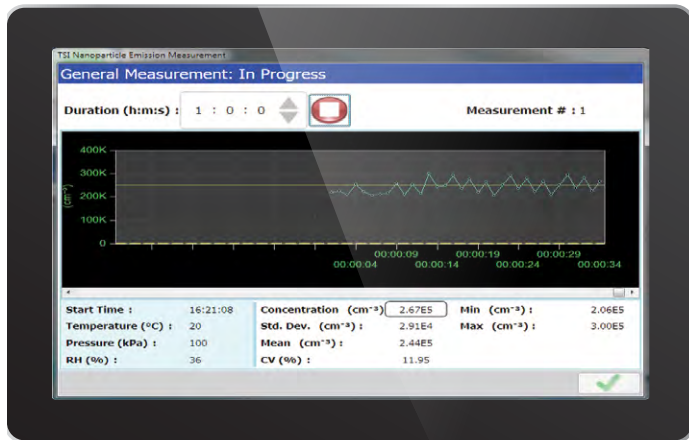 TSI Nanoparticle Emission Measurement
General Measurement: In Progress
Duration (h:m:s) : 1 : 0 : 0 Measurement # : 1
400K
300K
200K
100K
0
(cm⁻³)
00:00:09 00:00:19 00:00:29
00:00:04 00:00:14 00:00:24 00:00:34
Start Time : 16:21:08 Concentration (cm⁻³) 2.67E5 Min (cm⁻³) : 2.06E5
Temperature (ºC) : 20 Std. Dev. (cm⁻³) : 2.91E4 Max (cm⁻³) : 3.00E5
Pressure (kPa) : 100 Mean (cm⁻³) : 2.44E5
RH (%) : 36 CV (%) : 11.95